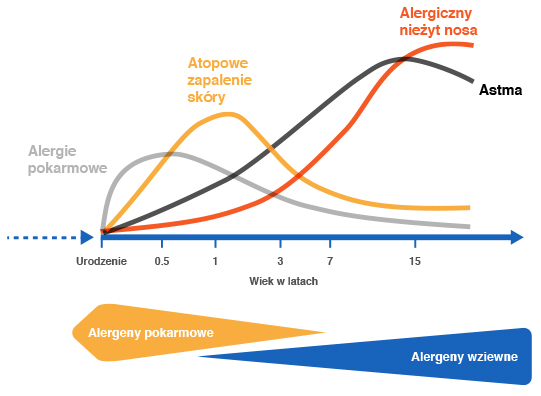 Alergiczny
nieżyt nosa
Atopowe
zapalenie
skóry
Astma
Alergie
pokarmowe
Urodzenie 0.5 1 3 7 15
Wiek w latach
Alergeny pokarmowe
Alergeny wziewne